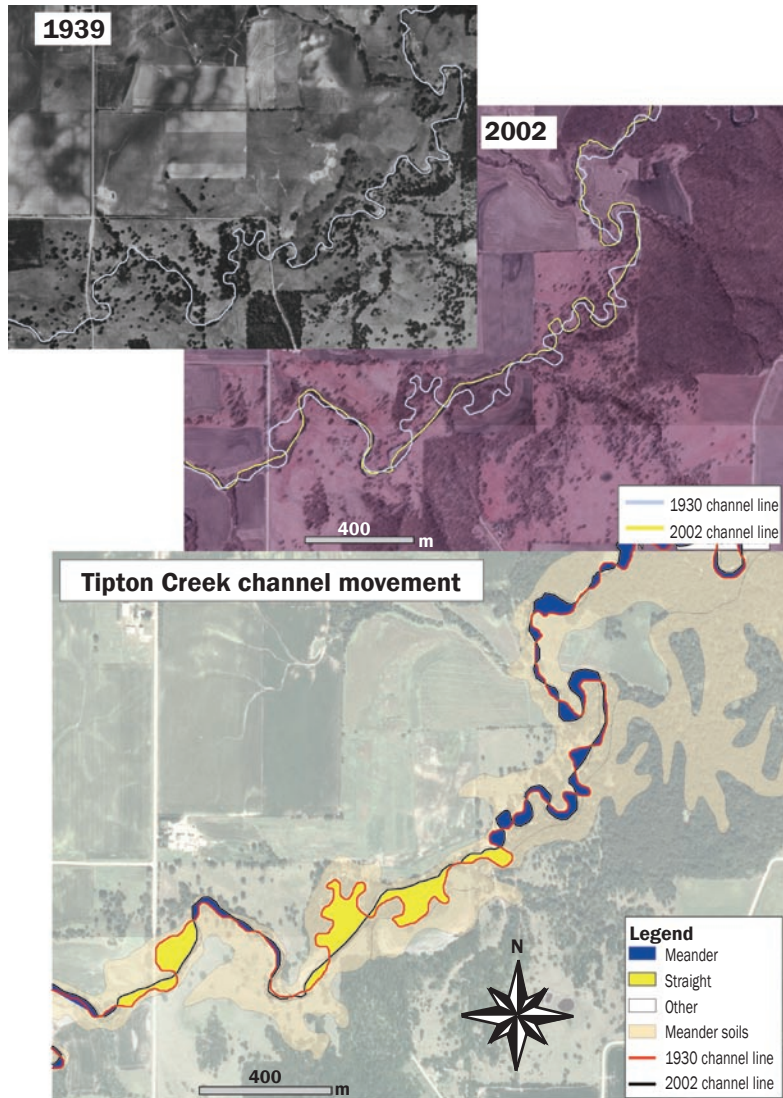 1939
2002
1930 channel line
2002 channel line
400
m
Tipton Creek channel movement
N
Legend
Meander
Straight
Other
Meander soils
1930 channel line
2002 channel line
400
m